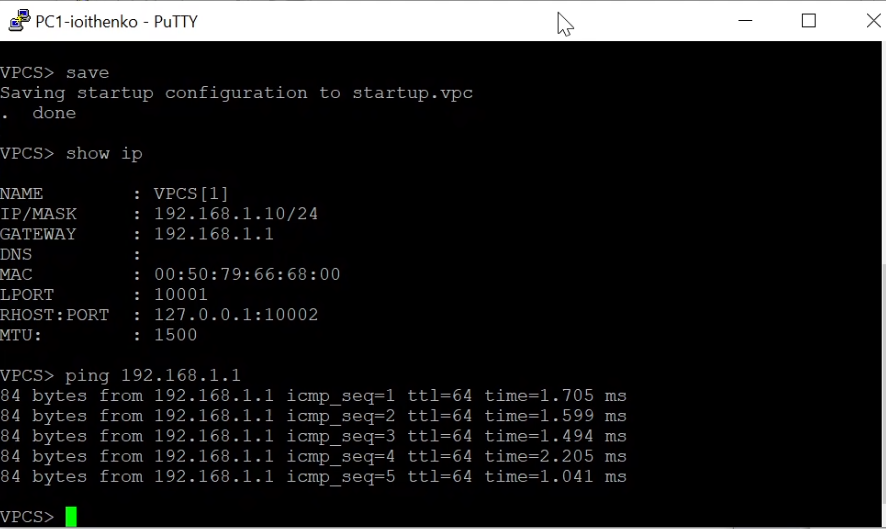 PC1-ioithenko - PuTTY
VPCS> save
Saving startup configuration to startup.vpc
.  done
VPCS> show ip
NAME        : VPCS[1]
IP/MASK     : 192.168.1.10/24
GATEWAY     : 192.168.1.1
DNS         :
MAC         : 00:50:79:66:68:00
LPORT       : 10001
RHOST:PORT  : 127.0.0.1:10002
MTU:        : 1500
VPCS> ping 192.168.1.1
84 bytes from 192.168.1.1 icmp_seq=1 ttl=64 time=1.705 ms
84 bytes from 192.168.1.1 icmp_seq=2 ttl=64 time=1.599 ms
84 bytes from 192.168.1.1 icmp_seq=3 ttl=64 time=1.494 ms
84 bytes from 192.168.1.1 icmp_seq=4 ttl=64 time=2.205 ms
84 bytes from 192.168.1.1 icmp_seq=5 ttl=64 time=1.041 ms
VPCS>